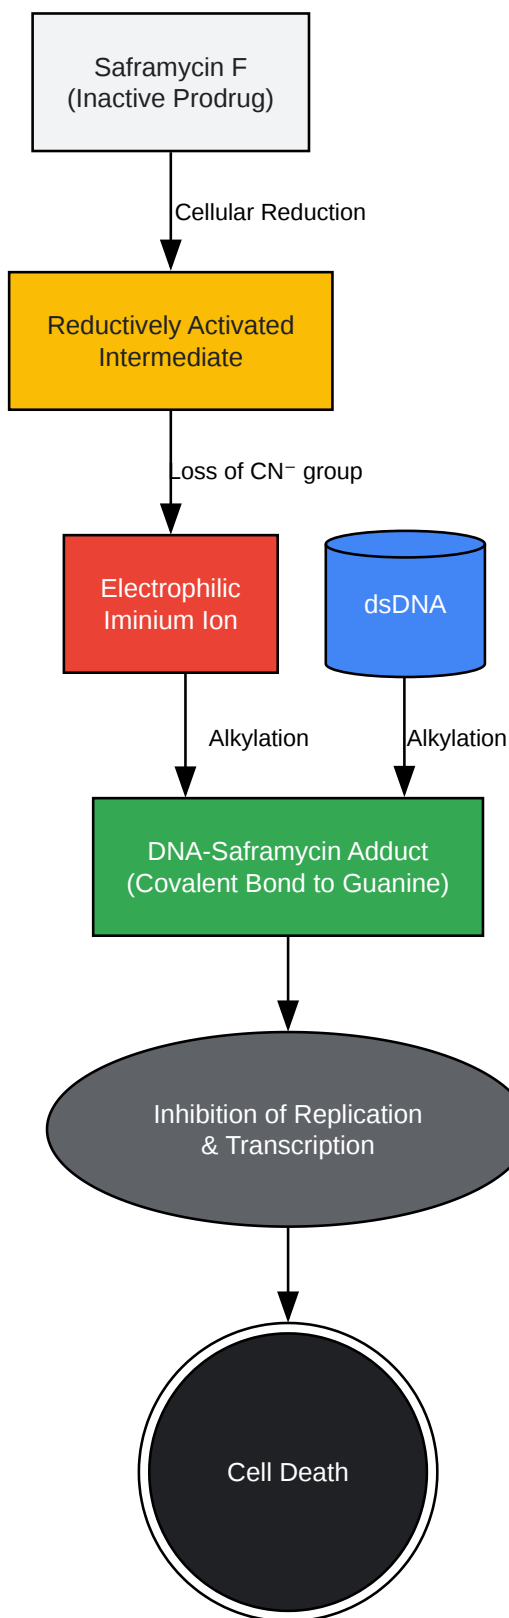 Saframycin F
(Inactive Prodrug)
Cellular Reduction
Reductively Activated
Intermediate
Loss of CN⁻ group
Electrophilic
Iminium Ion
dsDNA
Alkylation
Alkylation
DNA-Saframycin Adduct
(Covalent Bond to Guanine)
Inhibition of Replication
& Transcription
Cell Death